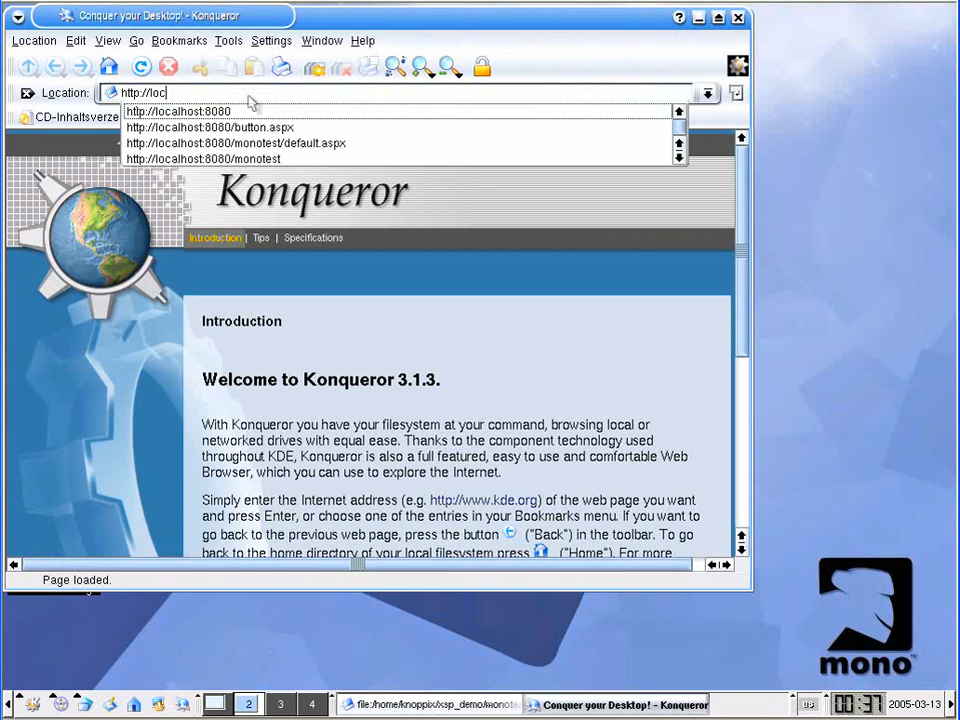 Conquer your Desktop! - Konqueror
Location Edit View Go Bookmarks Tools Settings Window Help
Location: http://loc
http://localhost:8080
http://localhost:8080/button.aspx
http://localhost:8080/monotest/default.aspx
http://localhost:8080/monotest
CD-Inhaltsverze
Konqueror
Introduction | Tips | Specifications
Introduction
Welcome to Konqueror 3.1.3.
With Konqueror you have your filesystem at your command, browsing local or
networked drives with equal ease. Thanks to the component technology used
throughout KDE, Konqueror is also a full featured, easy to use and comfortable Web
Browser, which you can use to explore the Internet.
Simply enter the Internet address (e.g. http://www.kde.org) of the web page you want
and press Enter, or choose one of the entries in your Bookmarks menu. If you want to
go back to the previous web page, press the button ("Back") in the toolbar. To go
back to the home directory of your local filesystem press ("Home"). For more
Page loaded.
mono
2 3 4 file:/home/knoppix/xsp_demo/monote Conquer your Desktop! - Konqueror us 00:37 2005-03-13